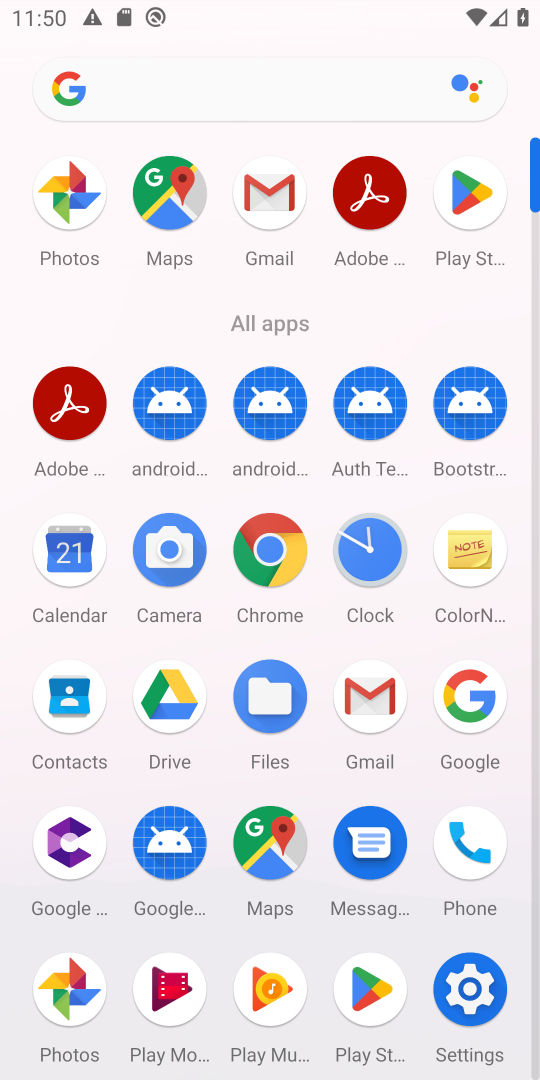 11:50
Photos Maps Gmail Adobe ... Play St...
All apps
Adobe ... android... android... Auth Te... Bootstr...
21
NOTE
Calendar Camera Chrome Clock ColorN...
Contacts Drive Files Gmail Google
Google ... Google... Maps Messag... Phone
Photos Play Mo... Play Mu... Play St... Settings